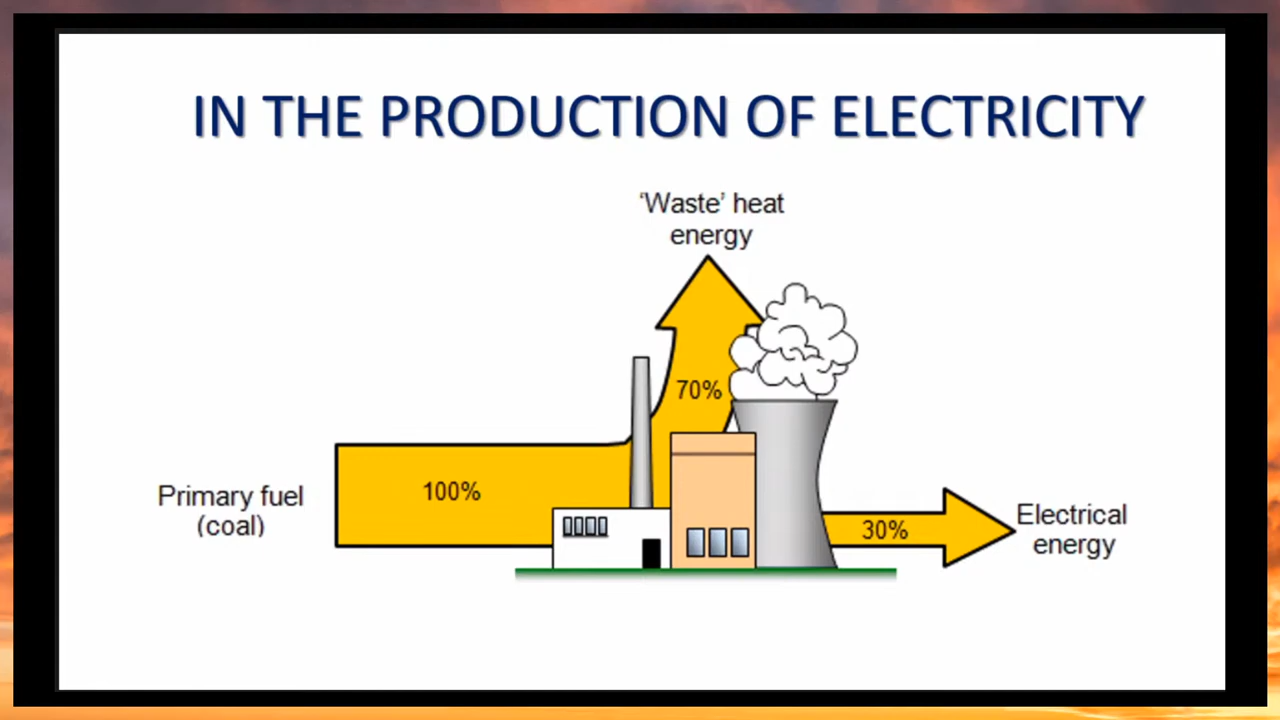 IN THE PRODUCTION OF ELECTRICITY
‘Waste’ heat
energy
70%
100%
Primary fuel
(coal)
30%
Electrical
energy